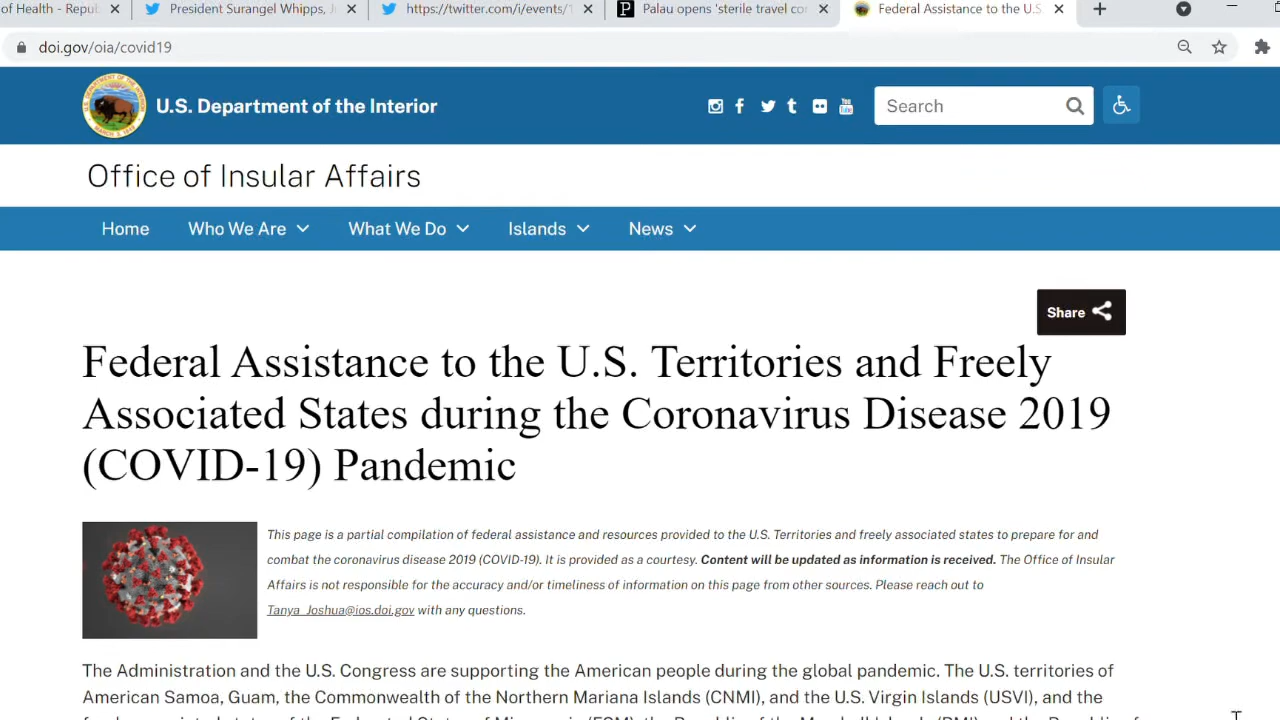 of Health - Repu
President Surangel Whipps, J
https://twitter.com/i/events/1
P
Palau opens 'sterile travel cor
Federal Assistance to the U.S.
doi.gov/oia/covid19
U.S. Department of the Interior
Search
Office of Insular Affairs
Home Who We Are What We Do Islands News
Share
Federal Assistance to the U.S. Territories and Freely
Associated States during the Coronavirus Disease 2019
(COVID-19) Pandemic
This page is a partial compilation of federal assistance and resources provided to the U.S. Territories and freely associated states to prepare for and
combat the coronavirus disease 2019 (COVID-19). It is provided as a courtesy. Content will be updated as information is received. The Office of Insular
Affairs is not responsible for the accuracy and/or timeliness of information on this page from other sources. Please reach out to
Tanya_Joshua@ios.doi.gov with any questions.
The Administration and the U.S. Congress are supporting the American people during the global pandemic. The U.S. territories of
American Samoa, Guam, the Commonwealth of the Northern Mariana Islands (CNMI), and the U.S. Virgin Islands (USVI), and the